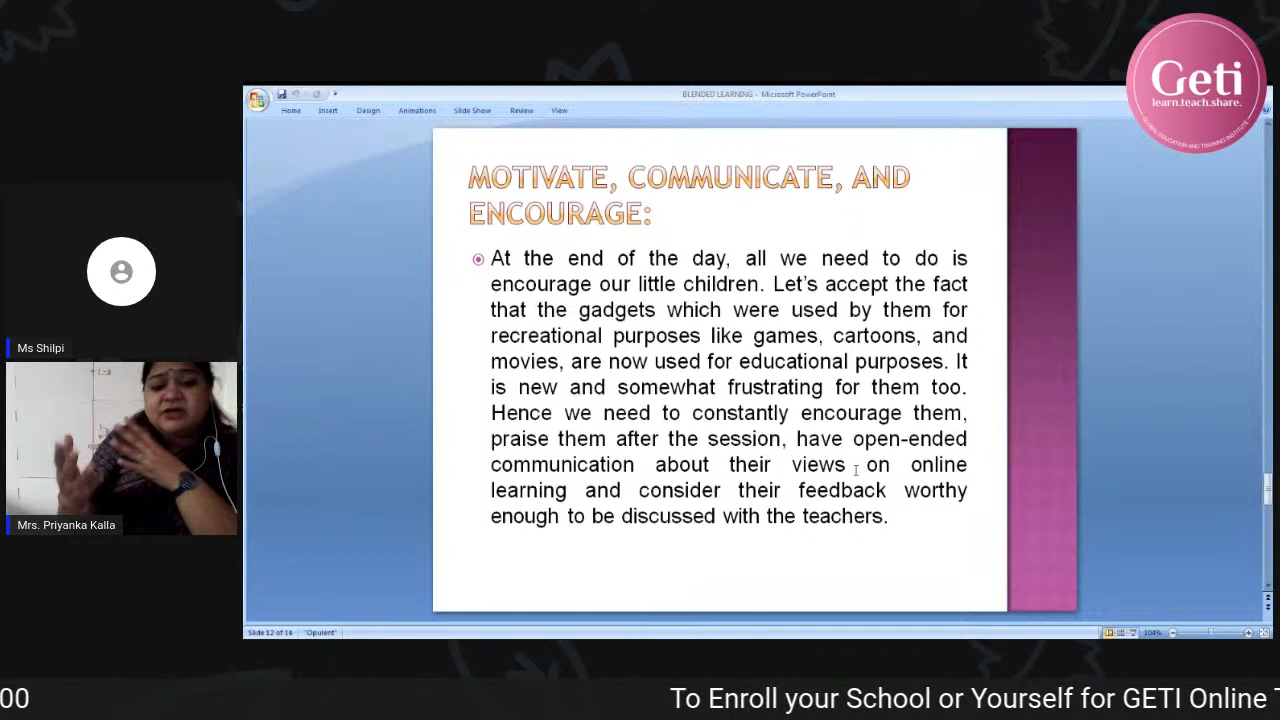 Geti
learn.teach.share.
GLOBAL EDUCATION AND TRAINING INSTITUTE
BLENDED LEARNING - Microsoft PowerPoint
Home Insert Design Animations Slide Show Review View
MOTIVATE, COMMUNICATE, AND
ENCOURAGE:
At the end of the day, all we need to do is
encourage our little children. Let's accept the fact
that the gadgets which were used by them for
recreational purposes like games, cartoons, and
movies, are now used for educational purposes. It
is new and somewhat frustrating for them too.
Hence we need to constantly encourage them,
praise them after the session, have open-ended
communication about their views on online
learning and consider their feedback worthy
enough to be discussed with the teachers.
Ms Shilpi
Mrs. Priyanka Kalla
Slide 12 of 14 "Opulent" 104%
00 To Enroll your School or Yourself for GETI Online T